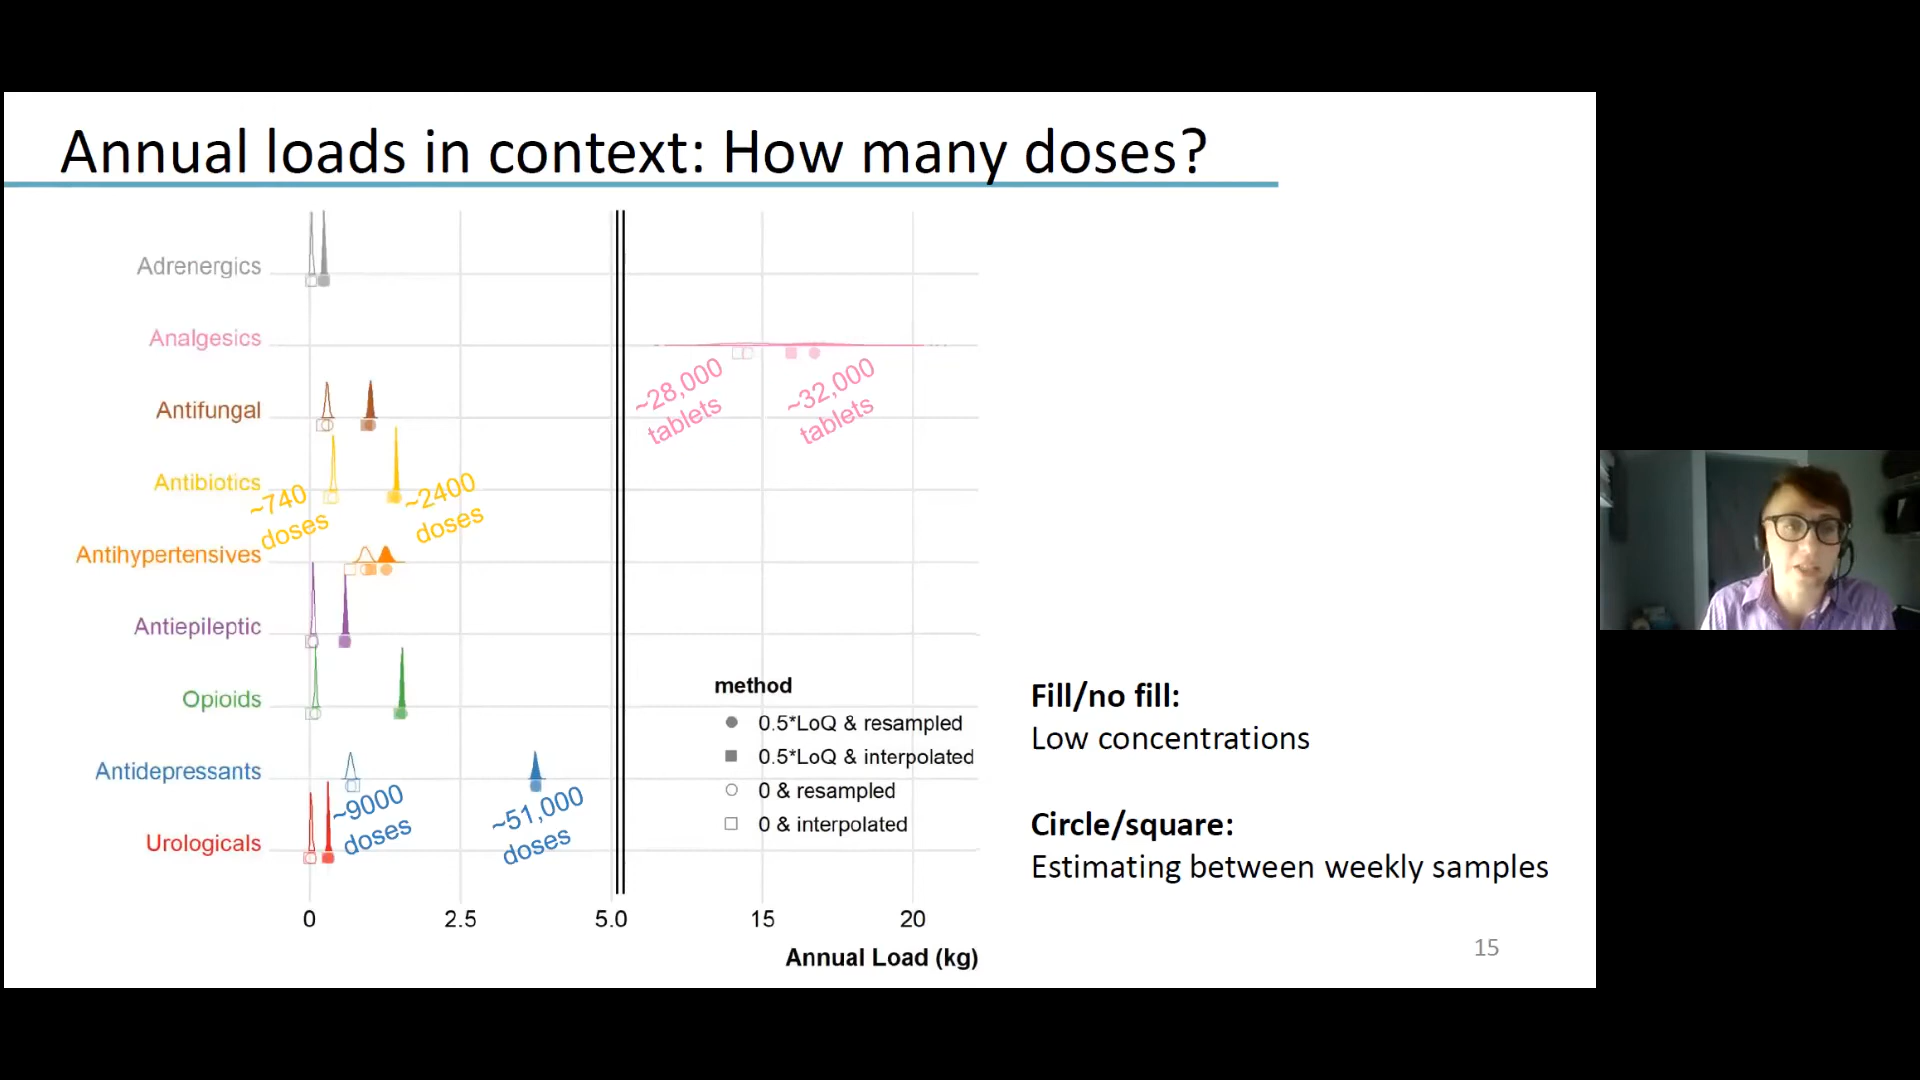 Annual loads in context: How many doses?
Adrenergics
Analgesics
~28,000
tablets
~32,000
tablets
Antifungal
Antibiotics
~740
doses
~2400
doses
Antihypertensives
Antiepileptic
Opioids
Antidepressants
~9000
doses
~51,000
doses
Urologicals
method
0.5*LoQ & resampled
0.5*LoQ & interpolated
0 & resampled
0 & interpolated
0 2.5 5.0 15 20
Annual Load (kg)
Fill/no fill:
Low concentrations
Circle/square:
Estimating between weekly samples
15